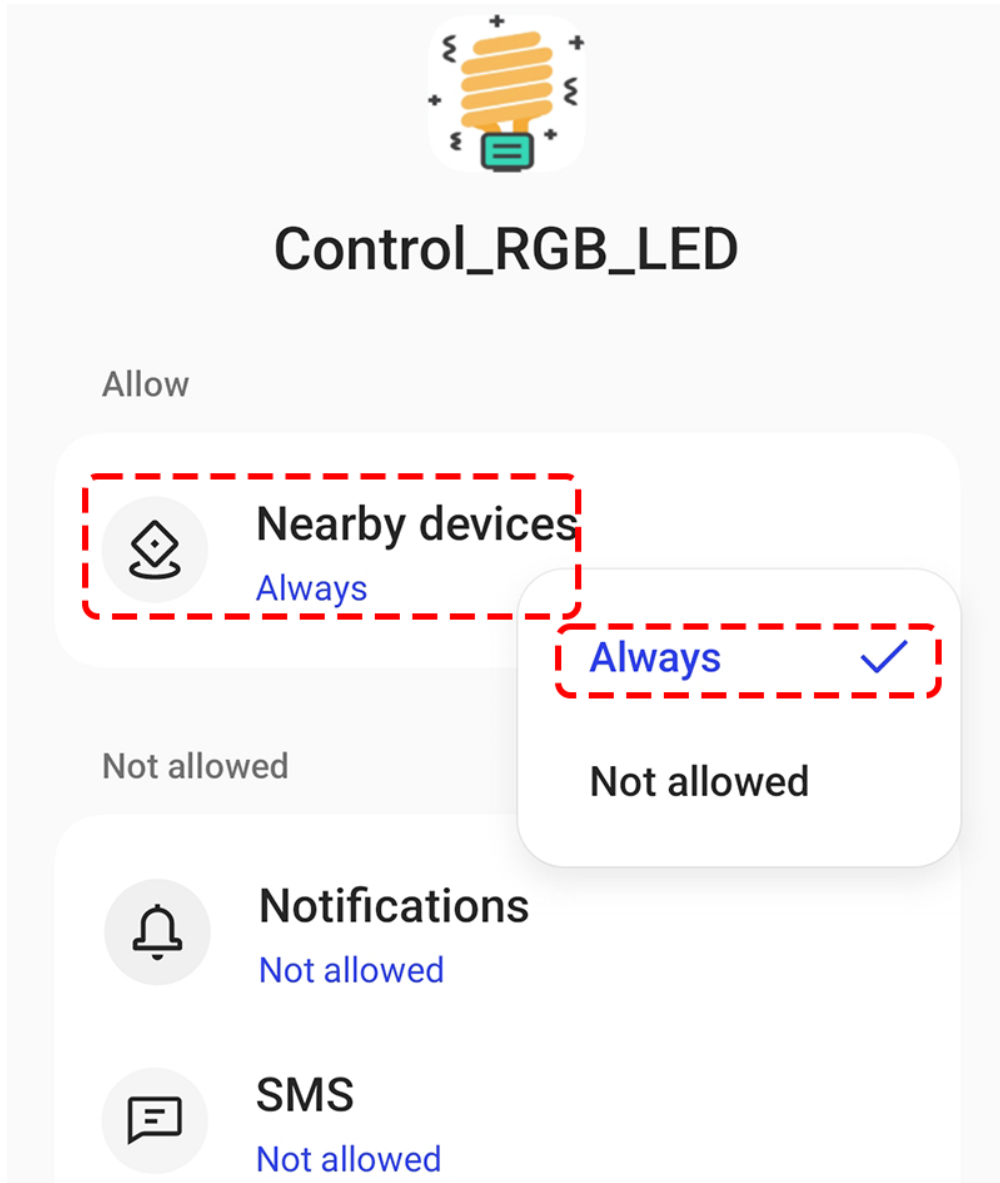 Control_RGB_LED
Allow
Nearby devices
Always
Always
Not allowed
Not allowed
Notifications
Not allowed
SMS
Not allowed